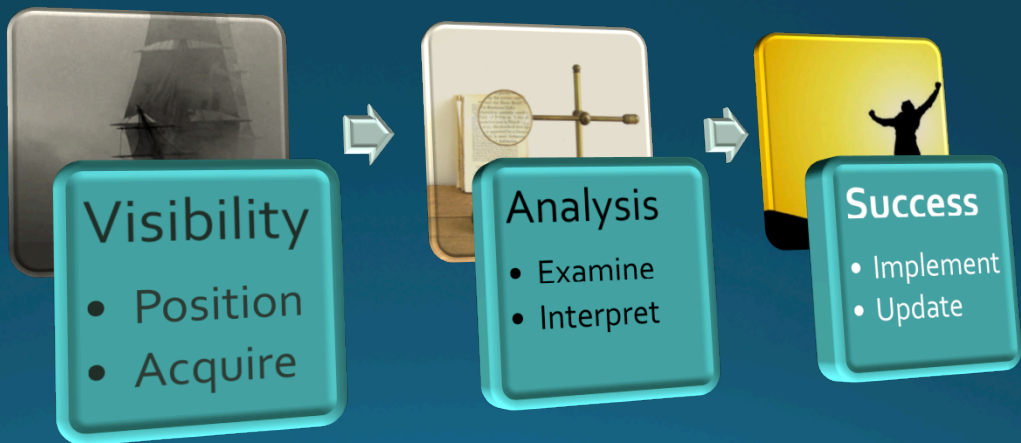 Visibility
• Position
• Acquire
Analysis
• Examine
• Interpret
Success
• Implement
• Update